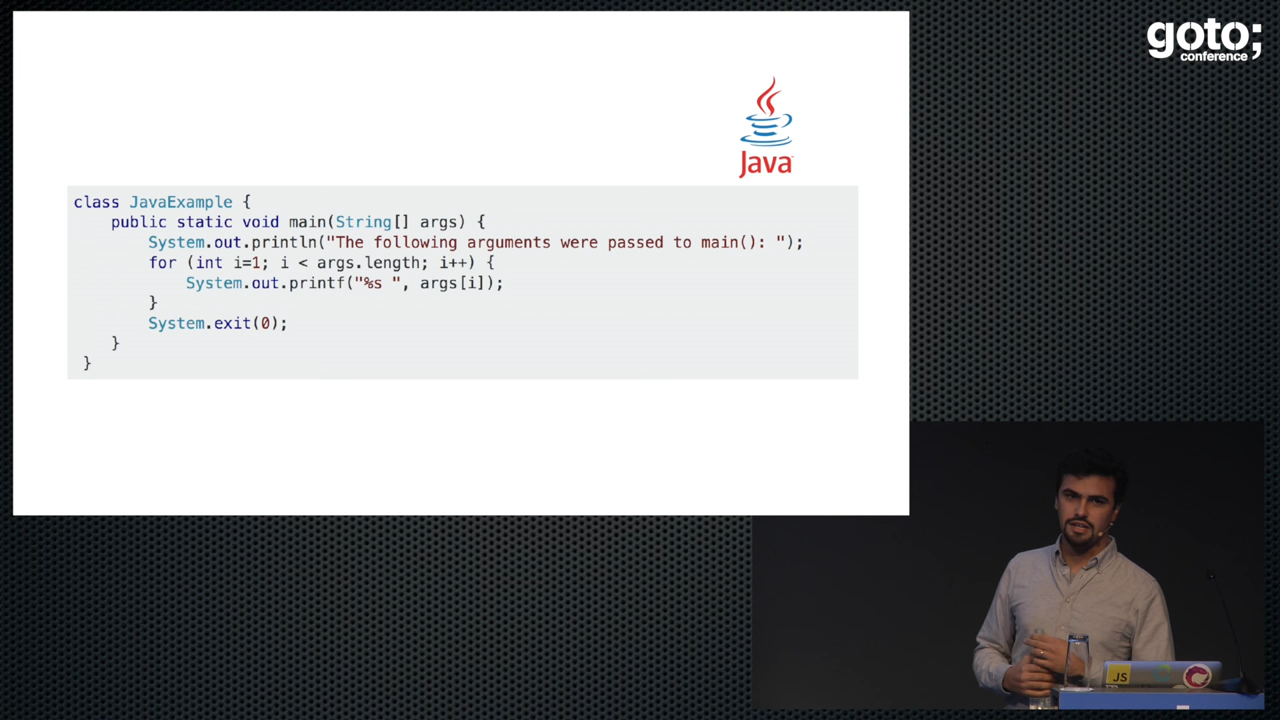 goto;
conference
Java
class JavaExample {
    public static void main(String[] args) {
        System.out.println("The following arguments were passed to main(): ");
        for (int i=1; i < args.length; i++) {
            System.out.printf("%s ", args[i]);
        }
        System.exit(0);
    }
}
JS